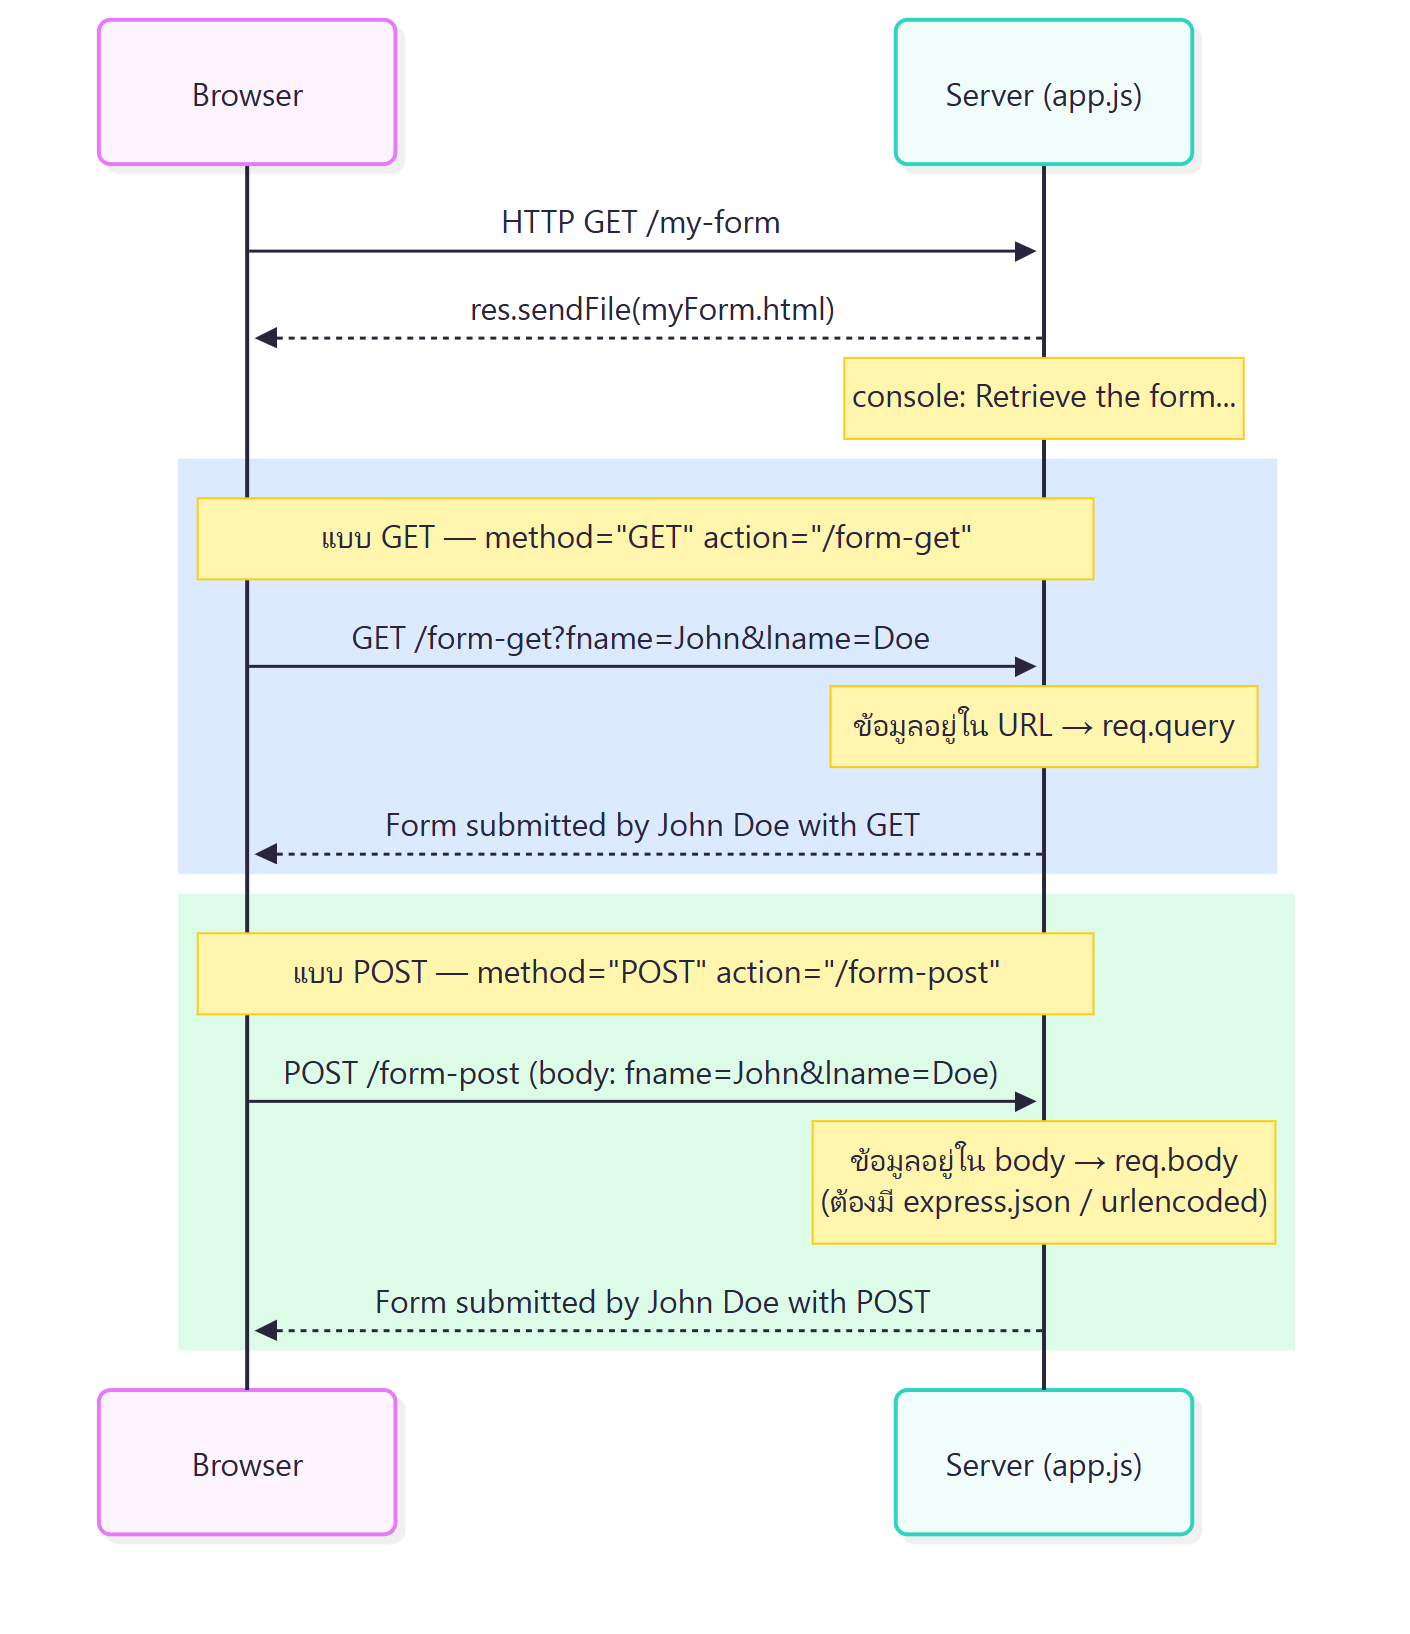 Browser
Server (app.js)
HTTP GET /my-form
res.sendFile(myForm.html)
console: Retrieve the form...
แบบ GET — method="GET" action="/form-get"
GET /form-get?fname=John&lname=Doe
ข้อมูลอยู่ใน URL → req.query
Form submitted by John Doe with GET
แบบ POST — method="POST" action="/form-post"
POST /form-post (body: fname=John&lname=Doe)
ข้อมูลอยู่ใน body → req.body
(ต้องมี express.json / urlencoded)
Form submitted by John Doe with POST
Browser
Server (app.js)